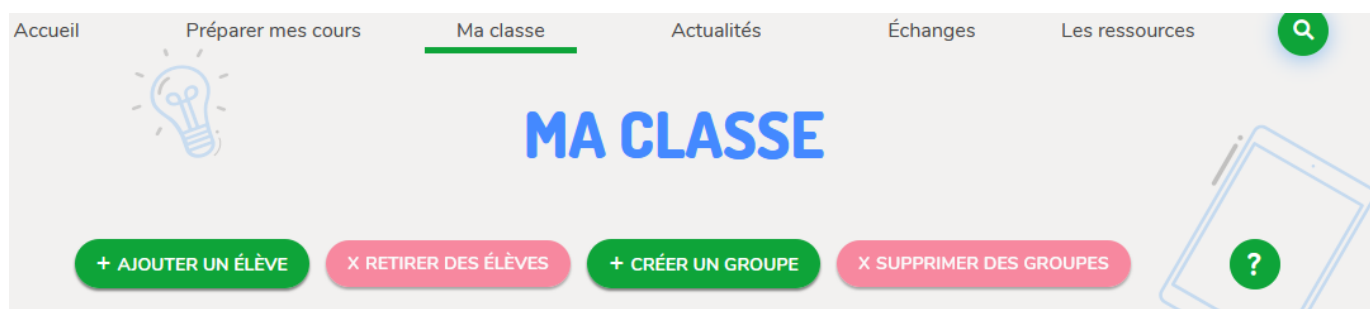 Accueil Préparer mes cours Ma classe Actualités Échanges Les ressources
MA CLASSE
+ AJOUTER UN ÉLÈVE X RETIRER DES ÉLÈVES + CRÉER UN GROUPE X SUPPRIMER DES GROUPES ?